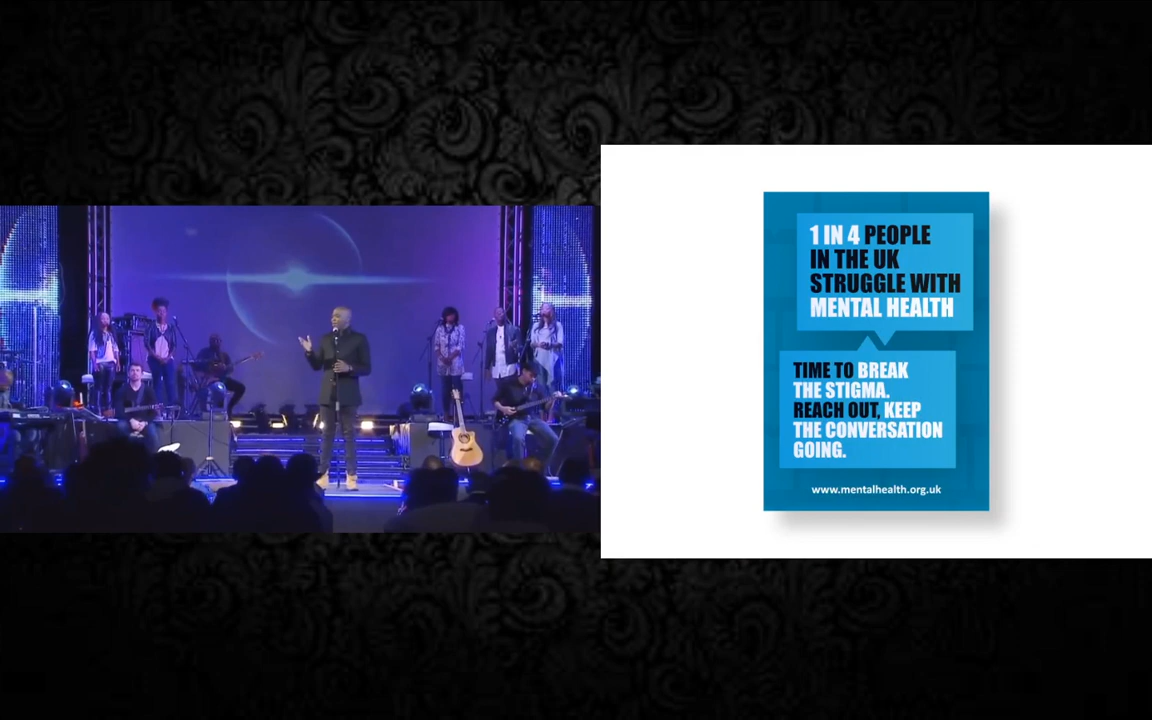 1 IN 4 PEOPLE
IN THE UK
STRUGGLE WITH
MENTAL HEALTH
TIME TO BREAK
THE STIGMA.
REACH OUT, KEEP
THE CONVERSATION
GOING.
www.mentalhealth.org.uk